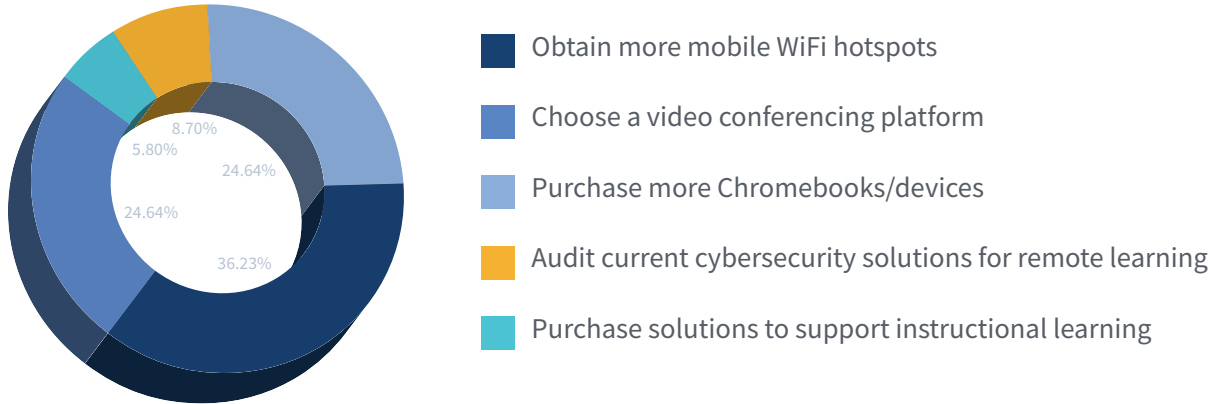 8.70%
5.80%
24.64%
24.64%
36.23%
Obtain more mobile WiFi hotspots
Choose a video conferencing platform
Purchase more Chromebooks/devices
Audit current cybersecurity solutions for remote learning
Purchase solutions to support instructional learning